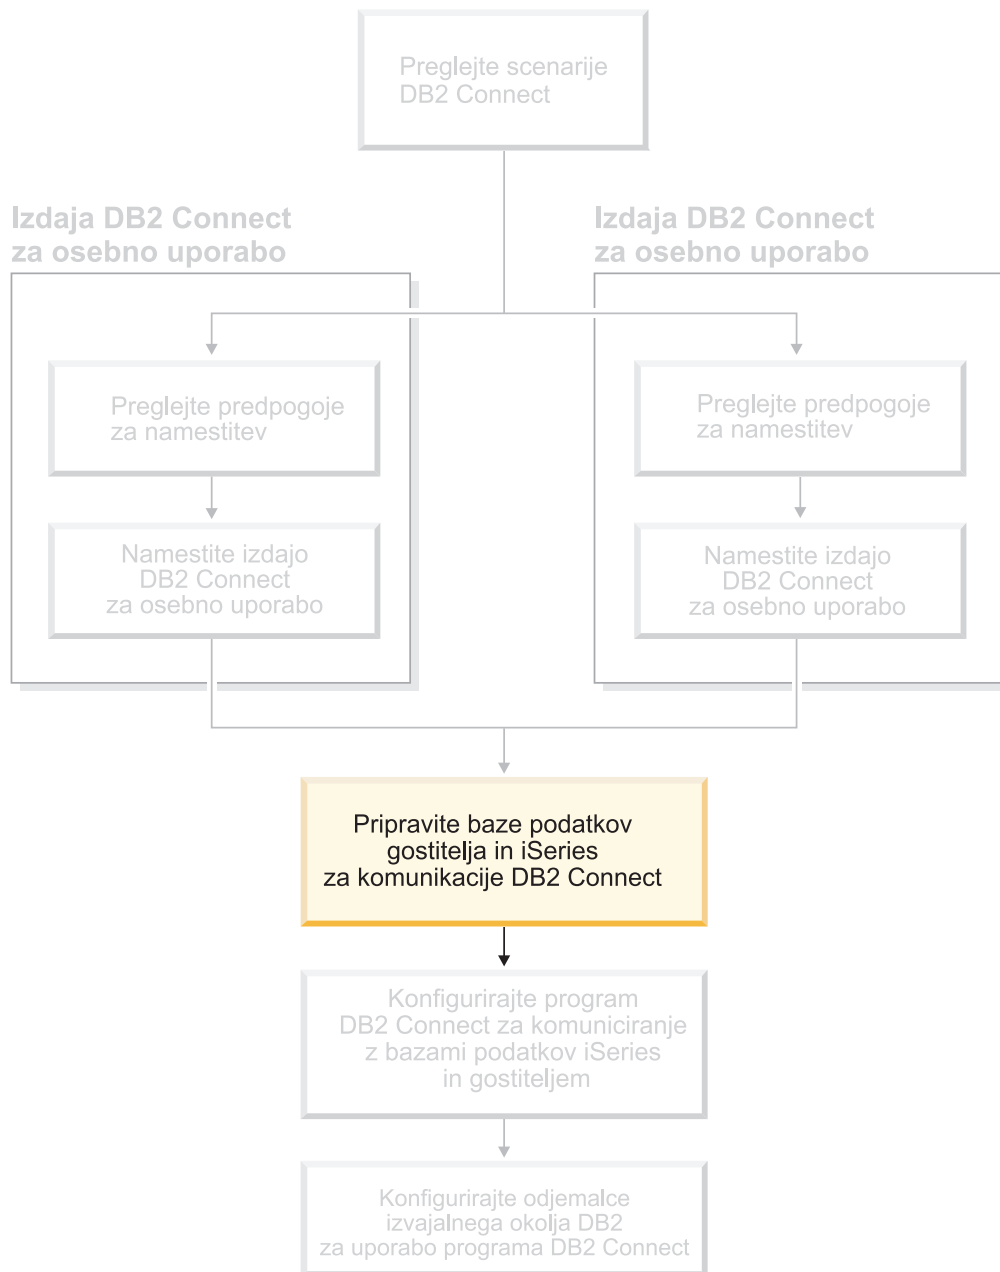 Preglejte scenarije
DB2 Connect
Izdaja DB2 Connect
za osebno uporabo
Izdaja DB2 Connect
za osebno uporabo
Preglejte predpogoje
za namestitev
Preglejte predpogoje
za namestitev
Namestite izdajo
DB2 Connect
za osebno uporabo
Namestite izdajo
DB2 Connect
za osebno uporabo
Pripravite baze podatkov
gostitelja in iSeries
za komunikacije DB2 Connect
Konfigurirajte program
DB2 Connect za komuniciranje
z bazami podatkov iSeries
in gostiteljem
Konfigurirajte odjemalce
izvajalnega okolja DB2
za uporabo programa DB2 Connect